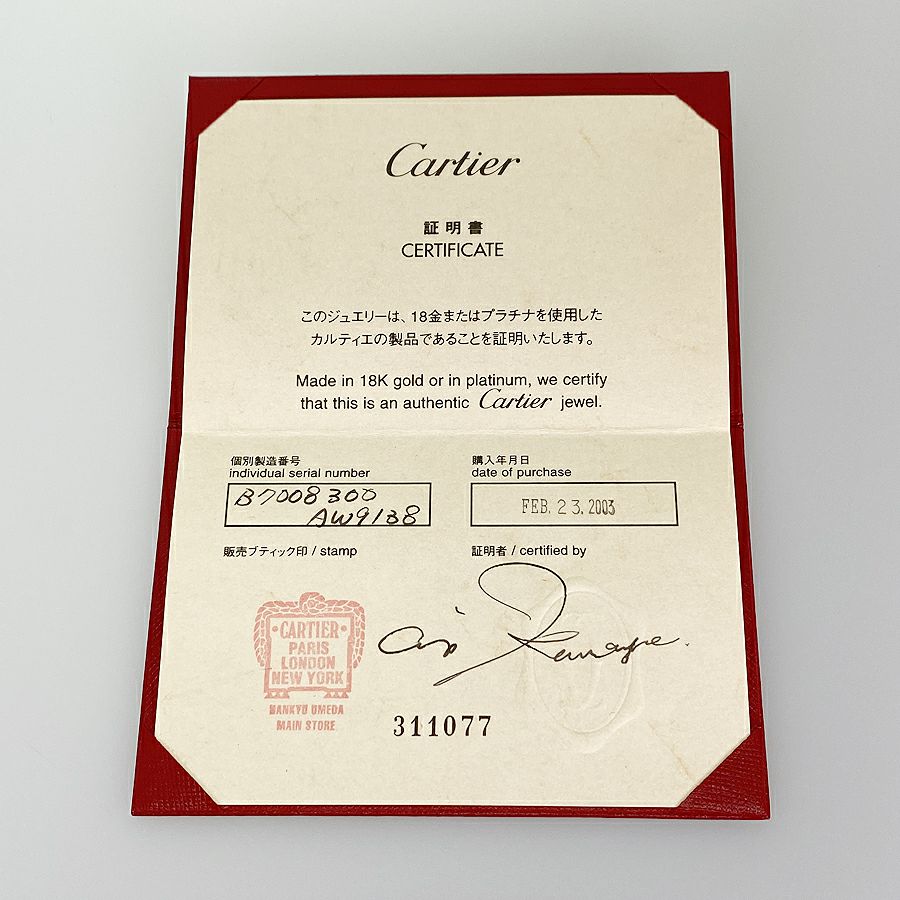 Cartier
証明書
CERTIFICATE
このジュエリーは、18金またはプラチナを使用した
カルティエの製品であることを証明いたします。
Made in 18K gold or in platinum, we certify
that this is an authentic Cartier jewel.
個別製造番号
individual serial number
B7008300
AW9138
購入年月日
date of purchase
FEB. 23. 2003
販売ブティック印 / stamp
証明者 / certified by
・CARTIER・
PARIS
LONDON
NEW YORK
HANKYU UMEDA
MAIN STORE
311077